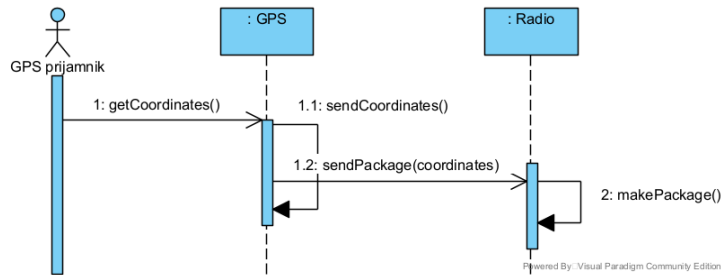 : GPS
: Radio
GPS prijamnik
1: getCoordinates()
1.1: sendCoordinates()
1.2: sendPackage(coordinates)
2: makePackage()
Powered By Visual Paradigm Community Edition